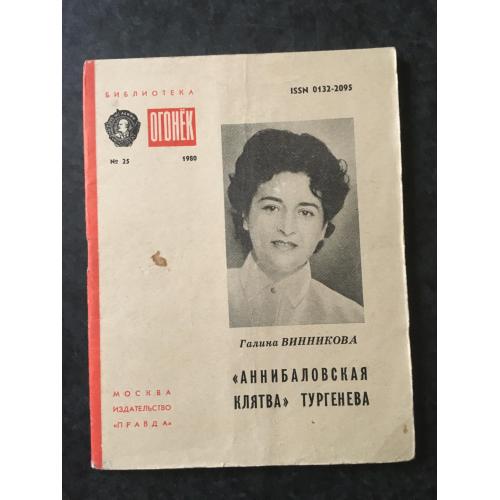 БИБЛИОТЕКА
ISSN 0132-2095
ОГОНЁК
№ 25 1980
Галина ВИННИКОВА
«АННИБАЛОВСКАЯ
КЛЯТВА» ТУРГЕНЕВА
МОСКВА
ИЗДАТЕЛЬСТВО
«ПРАВДА»